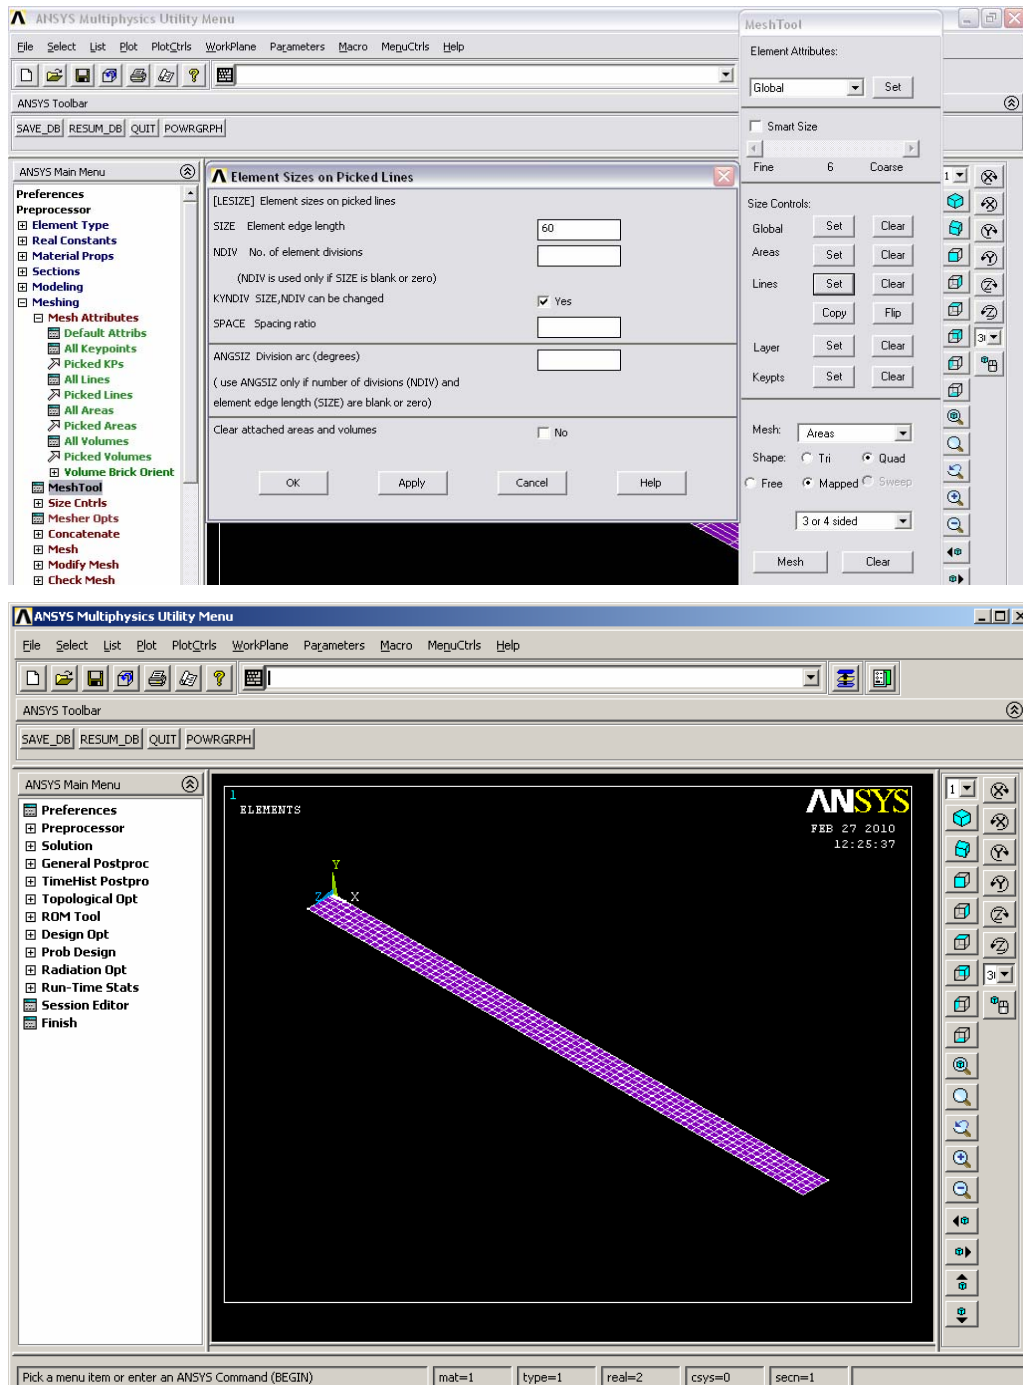 ANSYS Multiphysics Utility Menu
MeshTool
File Select List Plot PlotCtrls WorkPlane Parameters Macro MenuCtrls Help
Element Attributes:
Global Set
ANSYS Toolbar
SAVE_DB RESUM_DB QUIT POWRGRPH
Smart Size
Fine 6 Coarse
ANSYS Main Menu
Preferences
Preprocessor
Element Type
Real Constants
Material Props
Sections
Modeling
Meshing
Mesh Attributes
Default Attribs
All Keypoints
Picked KPs
All Lines
Picked Lines
All Areas
Picked Areas
All Volumes
Picked Volumes
Volume Brick Orient
MeshTool
Size Cntrls
Mesher Opts
Concatenate
Mesh
Modify Mesh
Check Mesh
Element Sizes on Picked Lines
[LESIZE] Element sizes on picked lines
SIZE Element edge length 60
NDIV No. of element divisions
(NDIV is used only if SIZE is blank or zero)
KYNDIV SIZE,NDIV can be changed Yes
SPACE Spacing ratio
ANGSIZ Division arc (degrees)
( use ANGSIZ only if number of divisions (NDIV) and
element edge length (SIZE) are blank or zero)
Clear attached areas and volumes No
OK Apply Cancel Help
Size Controls:
Global Set Clear
Areas Set Clear
Lines Set Clear
Copy Flip
Layer Set Clear
Keypts Set Clear
Mesh: Areas
Shape: Tri Quad
Free Mapped Sweep
3 or 4 sided
Mesh Clear
1
3
ANSYS Multiphysics Utility Menu
File Select List Plot PlotCtrls WorkPlane Parameters Macro MenuCtrls Help
ANSYS Toolbar
SAVE_DB RESUM_DB QUIT POWRGRPH
ANSYS Main Menu
Preferences
Preprocessor
Solution
General Postproc
TimeHist Postpro
Topological Opt
ROM Tool
Design Opt
Prob Design
Radiation Opt
Run-Time Stats
Session Editor
Finish
1
ELEMENTS
ANSYS
FEB 27 2010
12:25:37
Y
Z X
1
3
Pick a menu item or enter an ANSYS Command (BEGIN) mat=1 type=1 real=2 csys=0 secn=1